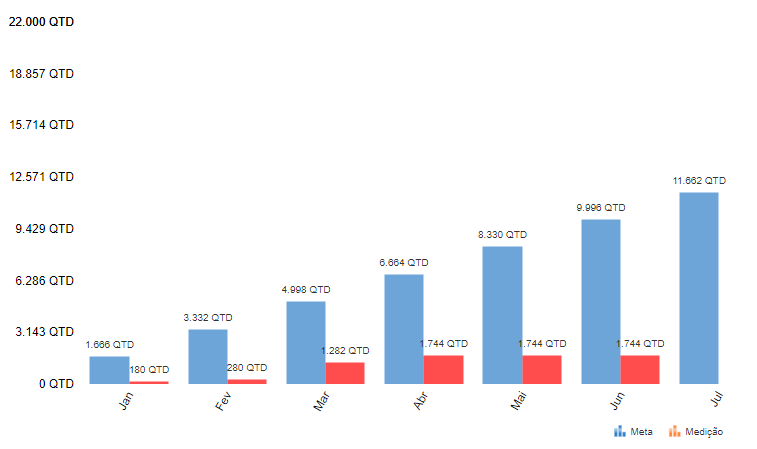 22.000 QTD
18.857 QTD
15.714 QTD
12.571 QTD
9.429 QTD
6.286 QTD
3.143 QTD
0 QTD
1.666 QTD
180 QTD
3.332 QTD
280 QTD
4.998 QTD
1.282 QTD
6.664 QTD
1.744 QTD
8.330 QTD
1.744 QTD
9.996 QTD
1.744 QTD
11.662 QTD
Jan
Fev
Mar
Abr
Mai
Jun
Jul
Meta
Medição